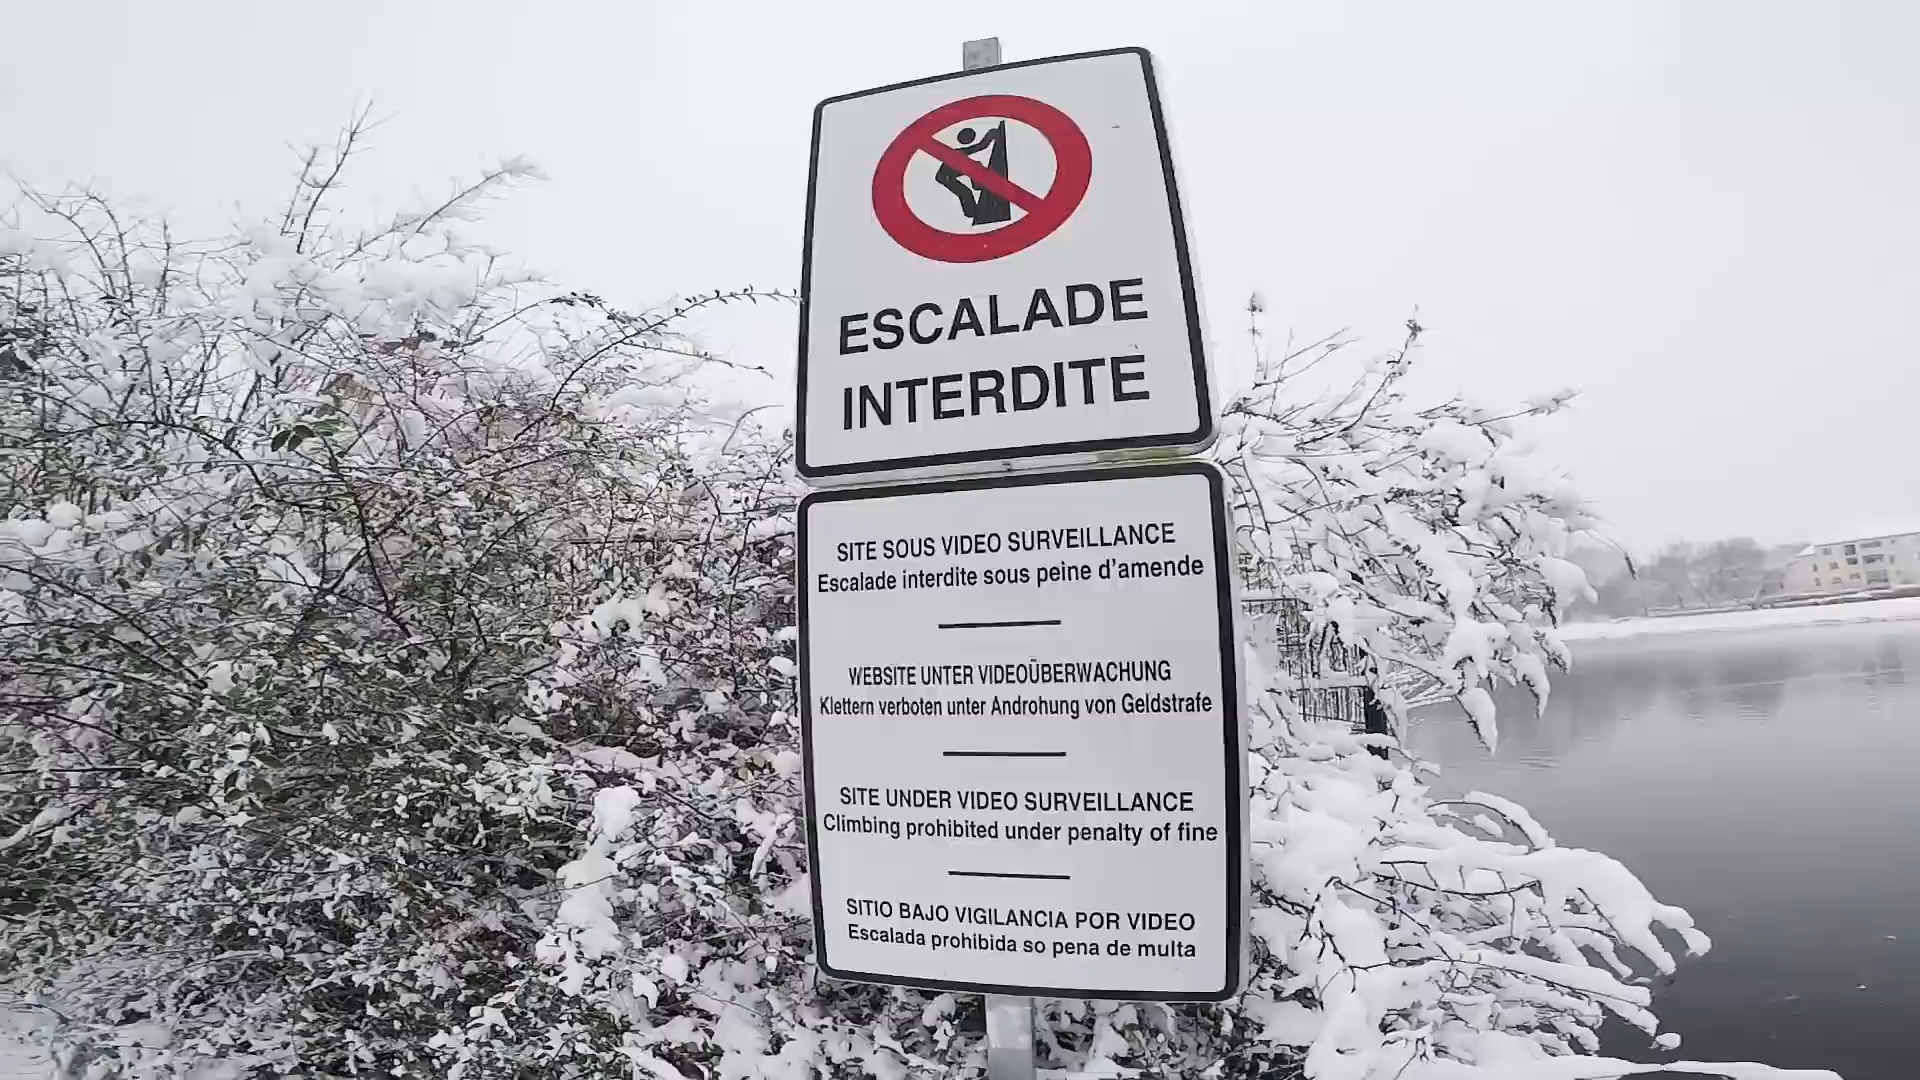 ESCALADE
INTERDITE
SITE SOUS VIDEO SURVEILLANCE
Escalade interdite sous peine d'amende
WEBSITE UNTER VIDEOÜBERWACHUNG
Klettern verboten unter Androhung von Geldstrafe
SITE UNDER VIDEO SURVEILLANCE
Climbing prohibited under penalty of fine
SITIO BAJO VIGILANCIA POR VIDEO
Escalada prohibida so pena de multa